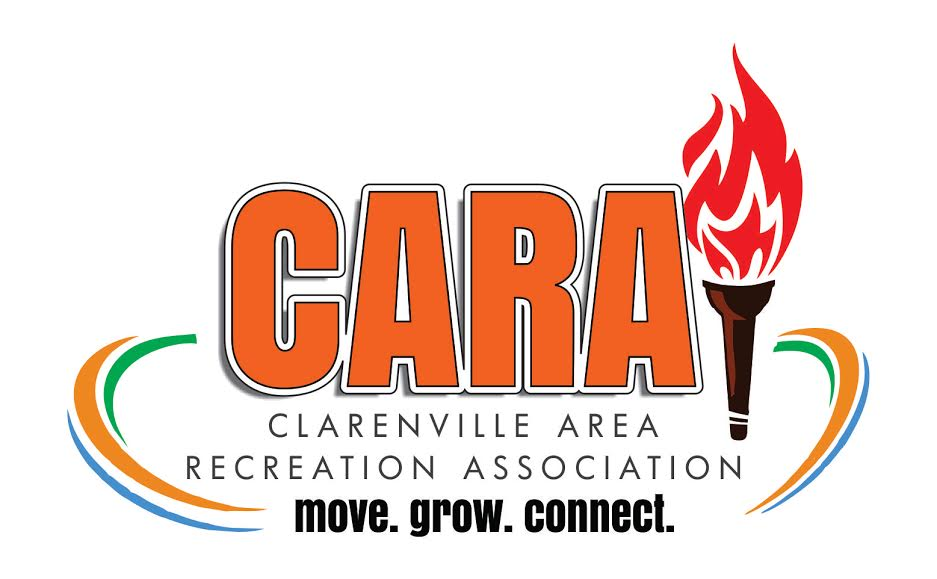 CARA
CLARENVILLE AREA
RECREATION ASSOCIATION
move. grow. connect.